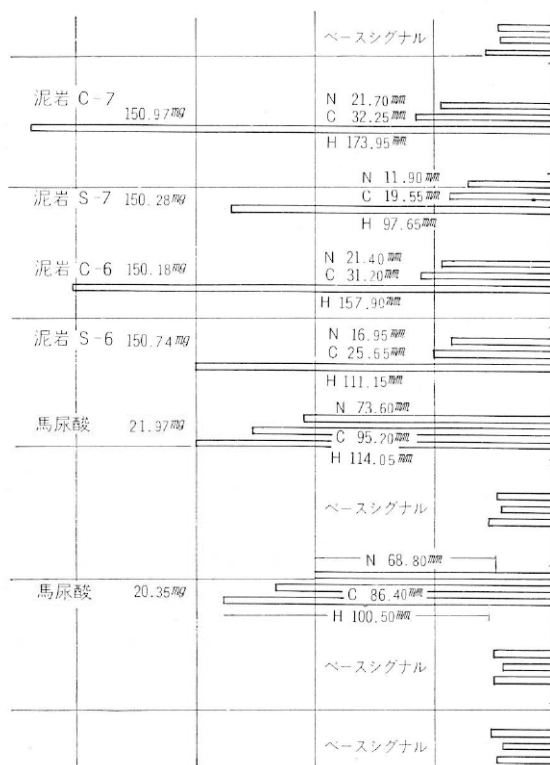 ベースシグナル
泥岩 C-7
150.97mg
N 21.70mm
C 32.25mm
H 173.95mm
泥岩 S-7 150.28mg
N 11.90mm
C 19.55mm
H 97.65mm
泥岩 C-6 150.18mg
N 21.40mm
C 31.20mm
H 157.90mm
泥岩 S-6 150.74mg
N 16.95mm
C 25.65mm
H 111.15mm
馬尿酸 21.97mg
N 73.60mm
C 95.20mm
H 114.05mm
ベースシグナル
N 68.80mm
馬尿酸 20.35mg
C 86.40mm
H 100.50mm
ベースシグナル
ベースシグナル